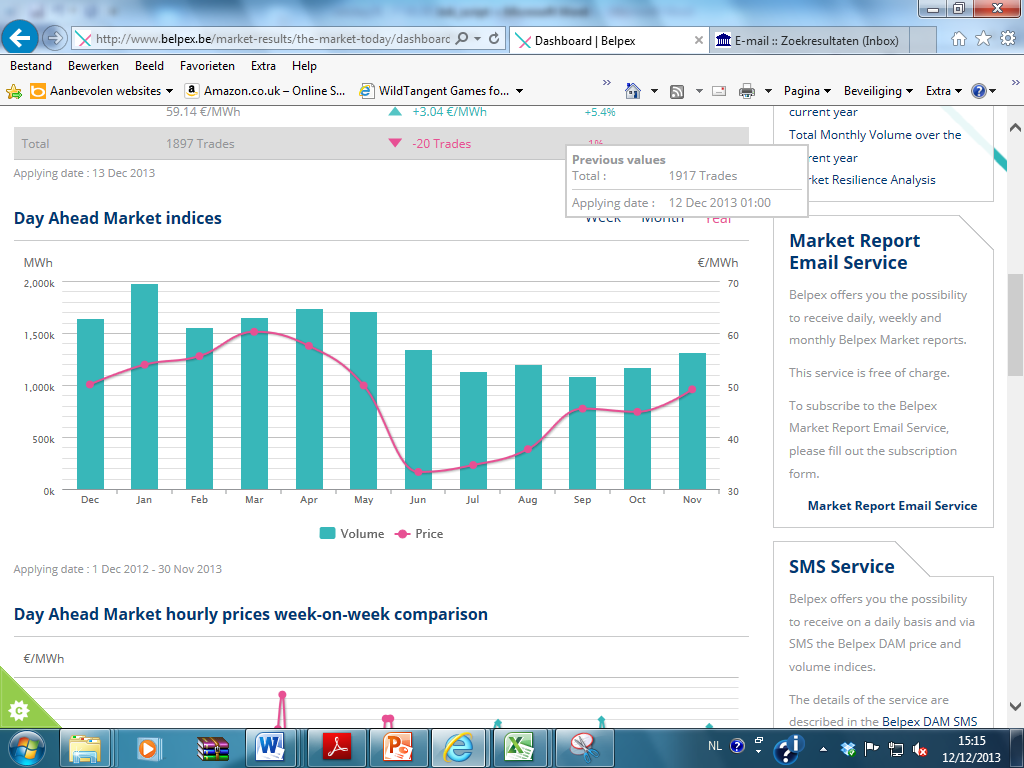 http://www.belpex.be/market-results/the-market-today/dashboard
Dashboard | Belpex
E-mail :: Zoekresultaten (Inbox)
Bestand Bewerken Beeld Favorieten Extra Help
Aanbevolen websites Amazon.co.uk – Online S... WildTangent Games fo... Pagina Beveiliging Extra
59.14 €/MWh +3.04 €/MWh +5.4%
Total 1897 Trades -20 Trades -1%
Previous values
Total : 1917 Trades
Applying date : 12 Dec 2013 01:00
Applying date : 13 Dec 2013
Day Ahead Market indices
Week Month Year
MWh €/MWh
2,000k 70
1,500k 60
1,000k 50
500k 40
0k 30
Dec Jan Feb Mar Apr May Jun Jul Aug Sep Oct Nov
Volume Price
Applying date : 1 Dec 2012 - 30 Nov 2013
Day Ahead Market hourly prices week-on-week comparison
€/MWh
current year
Total Monthly Volume over the
rent year
rket Resilience Analysis
Market Report
Email Service
Belpex offers you the possibility
to receive daily, weekly and
monthly Belpex Market reports.
This service is free of charge.
To subscribe to the Belpex
Market Report Email Service,
please fill out the subscription
form.
Market Report Email Service
SMS Service
Belpex offers you the possibility
to receive on a daily basis and via
SMS the Belpex DAM price and
volume indices.
The details of the service are
described in the Belpex DAM SMS
NL
15:15
12/12/2013